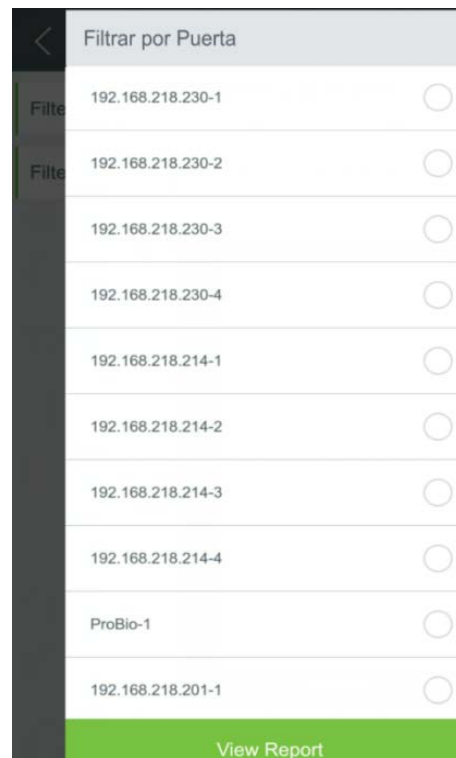 Filtrar por Puerta
Filte
Filte
192.168.218.230-1
192.168.218.230-2
192.168.218.230-3
192.168.218.230-4
192.168.218.214-1
192.168.218.214-2
192.168.218.214-3
192.168.218.214-4
ProBio-1
192.168.218.201-1
View Report